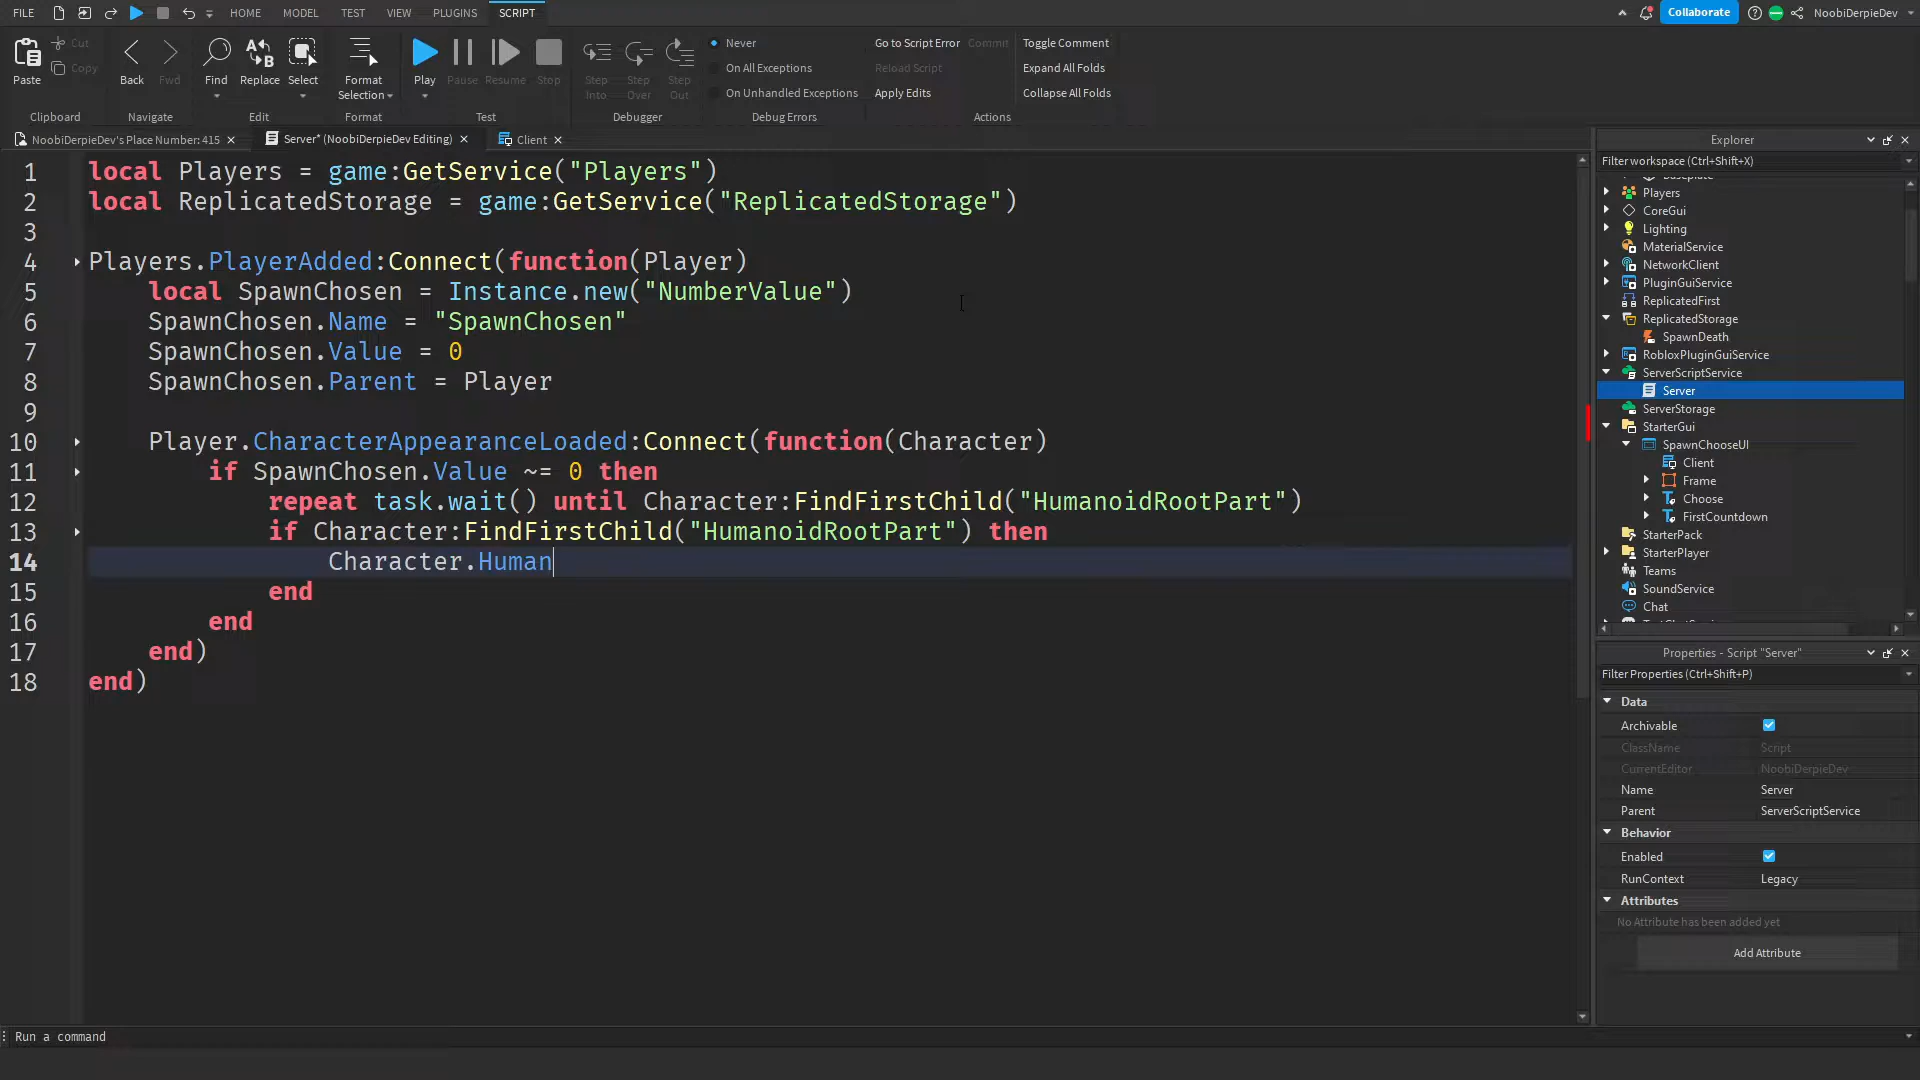 FILE HOME MODEL TEST VIEW PLUGINS SCRIPT Collaborate NoobiDerpieDev
Cut Never Go to Script Error Commit Toggle Comment
Copy On All Exceptions Reload Script Expand All Folds
Paste Back Fwd Find Replace Select Format Selection Play Pause Resume Stop Step Into Step Over Step Out
On Unhandled Exceptions Apply Edits Collapse All Folds
Clipboard Navigate Edit Format Test Debugger Debug Errors Actions
NoobiDerpieDev's Place Number: 415 Server* (NoobiDerpieDev Editing) Client
1 local Players = game:GetService("Players")
2 local ReplicatedStorage = game:GetService("ReplicatedStorage")
3
4 Players.PlayerAdded:Connect(function(Player)
5 local SpawnChosen = Instance.new("NumberValue")
6 SpawnChosen.Name = "SpawnChosen"
7 SpawnChosen.Value = 0
8 SpawnChosen.Parent = Player
9
10 Player.CharacterAppearanceLoaded:Connect(function(Character)
11 if SpawnChosen.Value ~= 0 then
12 repeat task.wait() until Character:FindFirstChild("HumanoidRootPart")
13 if Character:FindFirstChild("HumanoidRootPart") then
14 Character.Human
15 end
16 end
17 end)
18 end)
Explorer
Filter workspace (Ctrl+Shift+X)
Players
CoreGui
Lighting
MaterialService
NetworkClient
PluginGuiService
ReplicatedFirst
ReplicatedStorage
SpawnDeath
RobloxPluginGuiService
ServerScriptService
Server
ServerStorage
StarterGui
SpawnChooseUI
Client
Frame
Choose
FirstCountdown
StarterPack
StarterPlayer
Teams
SoundService
Chat
Properties - Script "Server"
Filter Properties (Ctrl+Shift+P)
Data
Archivable
ClassName Script
CurrentEditor NoobiDerpieDev
Name Server
Parent ServerScriptService
Behavior
Enabled
RunContext Legacy
Attributes
No Attribute has been added yet
Add Attribute
Run a command